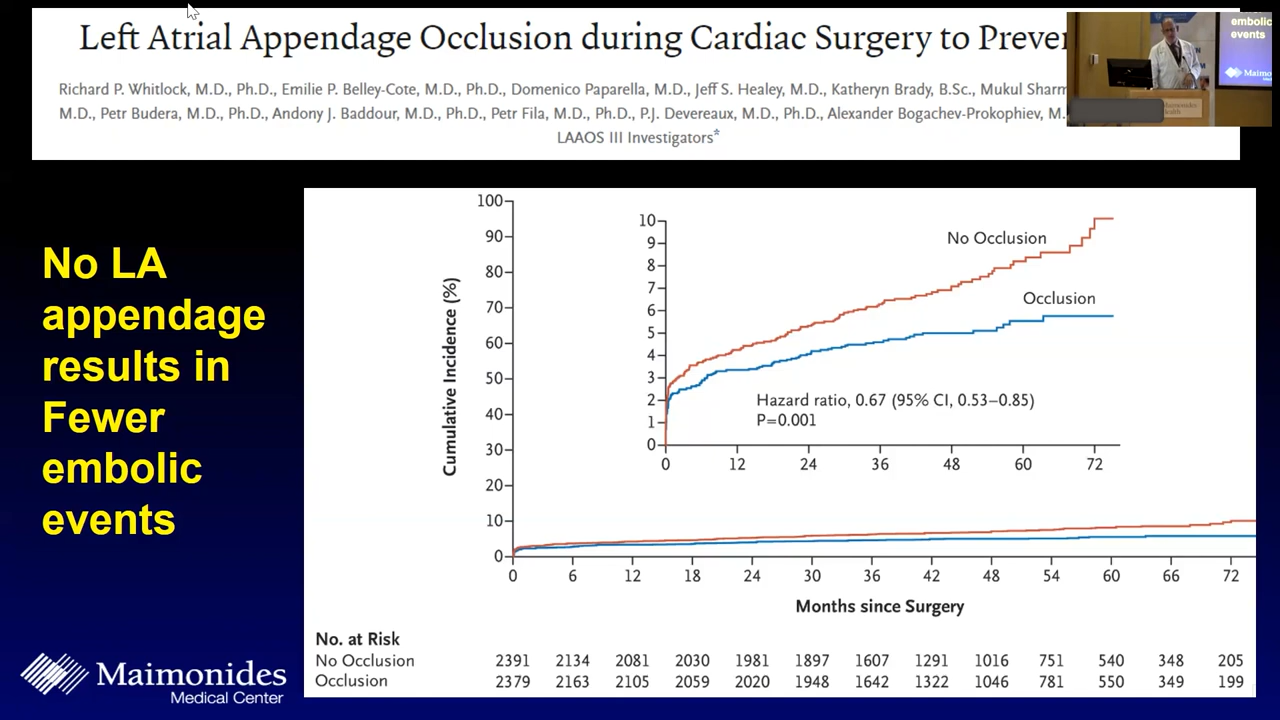 Left Atrial Appendage Occlusion during Cardiac Surgery to Preve
Richard P. Whitlock, M.D., Ph.D., Emilie P. Belley-Cote, M.D., Ph.D., Domenico Paparella, M.D., Jeff S. Healey, M.D., Katheryn Brady, B.Sc., Mukul Sharm
M.D., Petr Budera, M.D., Ph.D., Andony J. Baddour, M.D., Ph.D., Petr Fila, M.D., Ph.D., P.J. Devereaux, M.D., Ph.D., Alexander Bogachev-Prokophiev, M.
LAAOS III Investigators*
embolic
events
Maimonid
Maimonides
Health
No LA
appendage
results in
Fewer
embolic
events
Cumulative Incidence (%)
100
90
80
70
60
50
40
30
20
10
0
10
9
8
7
6
5
4
3
2
1
0
No Occlusion
Occlusion
Hazard ratio, 0.67 (95% CI, 0.53–0.85)
P=0.001
0 12 24 36 48 60 72
0 6 12 18 24 30 36 42 48 54 60 66 72
Months since Surgery
No. at Risk
No Occlusion 2391 2134 2081 2030 1981 1897 1607 1291 1016 751 540 348 205
Occlusion 2379 2163 2105 2059 2020 1948 1642 1322 1046 781 550 349 199
Maimonides
Medical Center